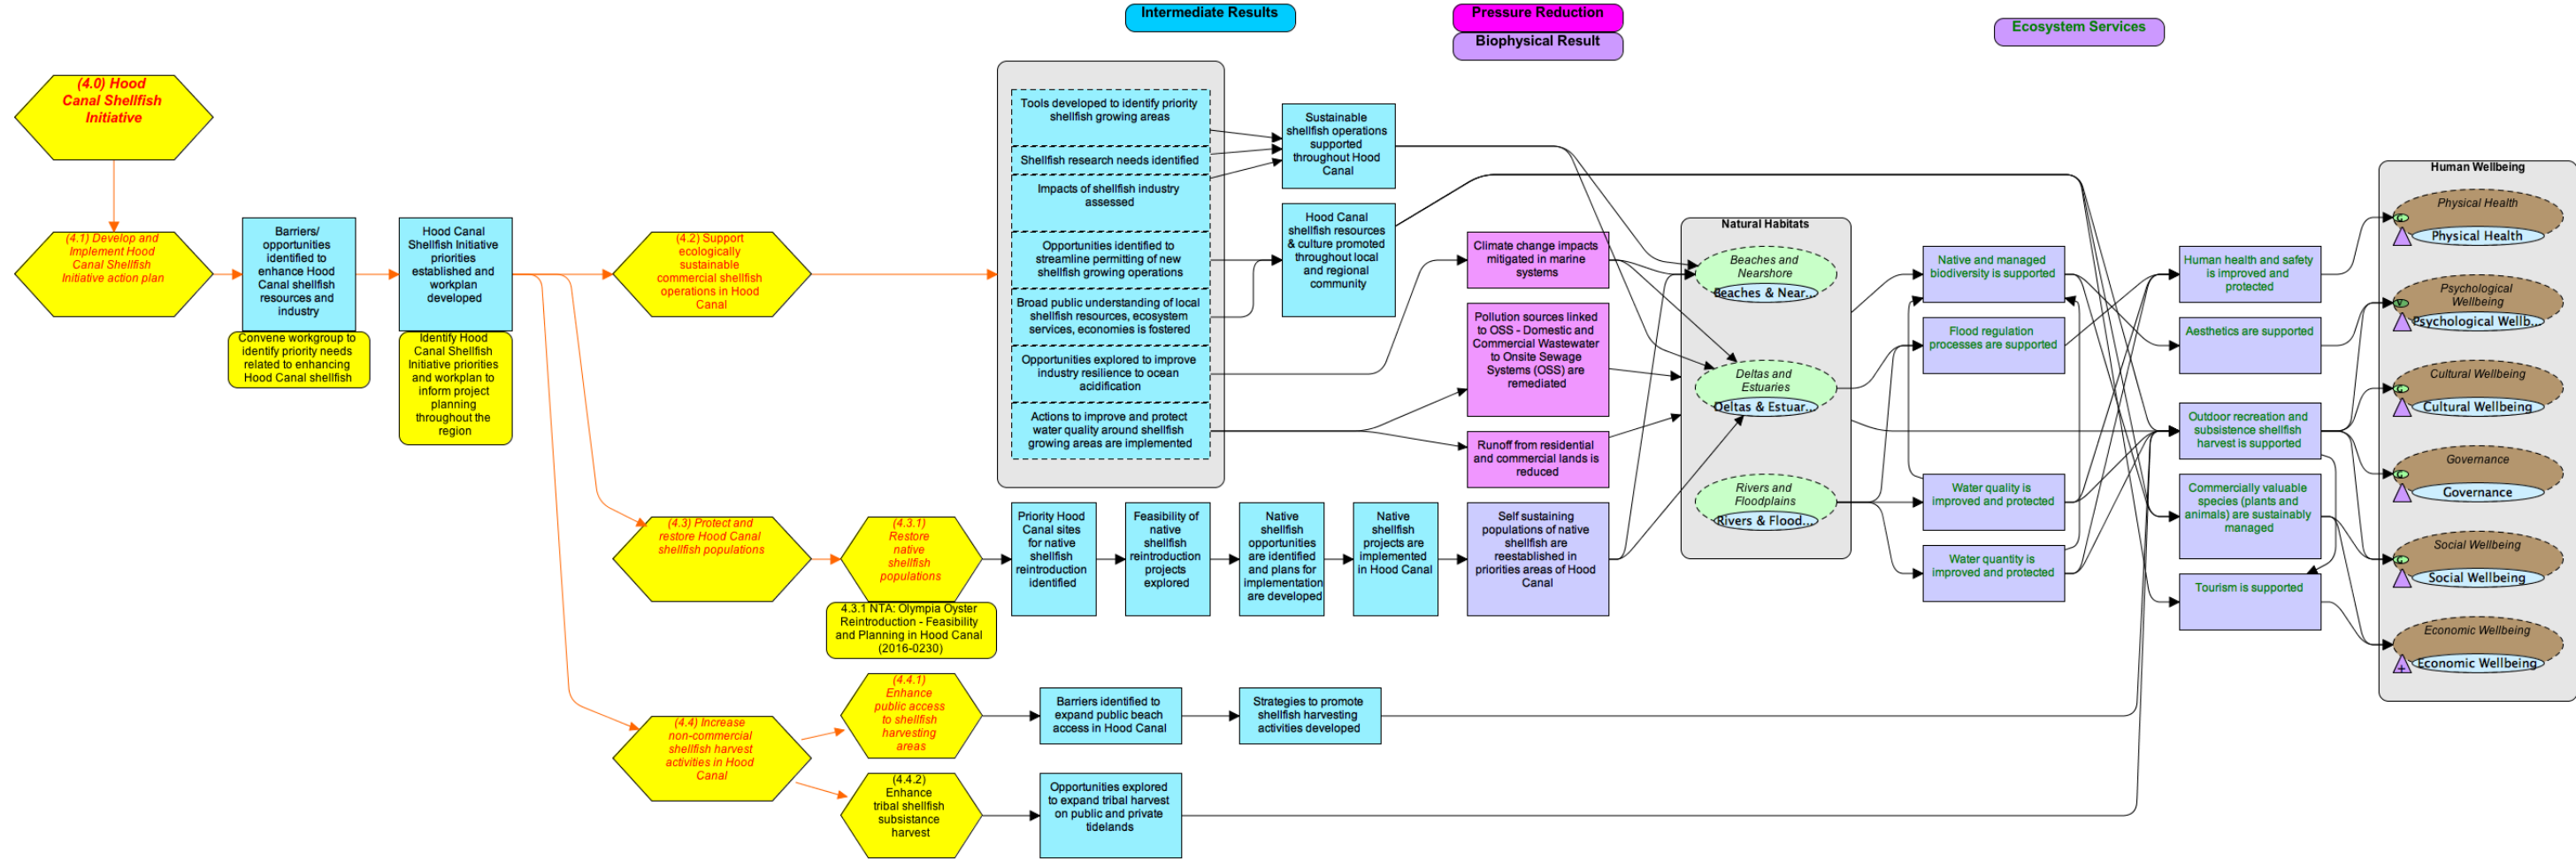 Intermediate Results
Pressure Reduction
Biophysical Result
Ecosystem Services
(4.0) Hood
Canal Shellfish
Initiative
(4.1) Develop and
Implement Hood
Canal Shellfish
Initiative action plan
Barriers/
opportunities
identified to
enhance Hood
Canal shellfish
resources and
industry
Convene workgroup to
identify priority needs
related to enhancing
Hood Canal shellfish
Hood Canal
Shellfish Initiative
priorities
established and
workplan
developed
Identify Hood
Canal Shellfish
Initiative priorities
and workplan to
inform project
planning
throughout the
region
(4.2) Support
ecologically
sustainable
commercial shellfish
operations in Hood
Canal
(4.3) Protect and
restore Hood Canal
shellfish populations
(4.3.1)
Restore
native
shellfish
populations
4.3.1 NTA: Olympia Oyster
Reintroduction - Feasibility
and Planning in Hood Canal
(2016-0230)
(4.4) Increase
non-commercial
shellfish harvest
activities in Hood
Canal
(4.4.1)
Enhance
public access
to shellfish
harvesting
areas
(4.4.2)
Enhance
tribal shellfish
subsistance
harvest
Tools developed to identify priority
shellfish growing areas
Shellfish research needs identified
Impacts of shellfish industry
assessed
Opportunities identified to
streamline permitting of new
shellfish growing operations
Broad public understanding of local
shellfish resources, ecosystem
services, economies is fostered
Opportunities explored to improve
industry resilience to ocean
acidification
Actions to improve and protect
water quality around shellfish
growing areas are implemented
Sustainable
shellfish operations
supported
throughout Hood
Canal
Hood Canal
shellfish resources
& culture promoted
throughout local
and regional
community
Climate change impacts
mitigated in marine
systems
Pollution sources linked
to OSS - Domestic and
Commercial Wastewater
to Onsite Sewage
Systems (OSS) are
remediated
Runoff from residential
and commercial lands is
reduced
Priority Hood
Canal sites
for native
shellfish
reintroduction
identified
Feasibility of
native
shellfish
reintroduction
projects
explored
Native
shellfish
opportunities
are identified
and plans for
implementation
are developed
Native
shellfish
projects are
implemented
in Hood Canal
Self sustaining
populations of native
shellfish are
reestablished in
priorities areas of Hood
Canal
Barriers identified to
expand public beach
access in Hood Canal
Strategies to promote
shellfish harvesting
activities developed
Opportunities explored
to expand tribal harvest
on public and private
tidelands
Natural Habitats
Beaches and
Nearshore
Beaches & Near...
Deltas and
Estuaries
Deltas & Estuar...
Rivers and
Floodplains
Rivers & Flood...
Native and managed
biodiversity is supported
Flood regulation
processes are supported
Water quality is
improved and protected
Water quantity is
improved and protected
Human health and safety
is improved and
protected
Aesthetics are supported
Outdoor recreation and
subsistence shellfish
harvest is supported
Commercially valuable
species (plants and
animals) are sustainably
managed
Tourism is supported
Human Wellbeing
Physical Health
Physical Health
Psychological
Wellbeing
Psychological Wellb...
Cultural Wellbeing
Cultural Wellbeing
Governance
Governance
Social Wellbeing
Social Wellbeing
Economic Wellbeing
Economic Wellbeing